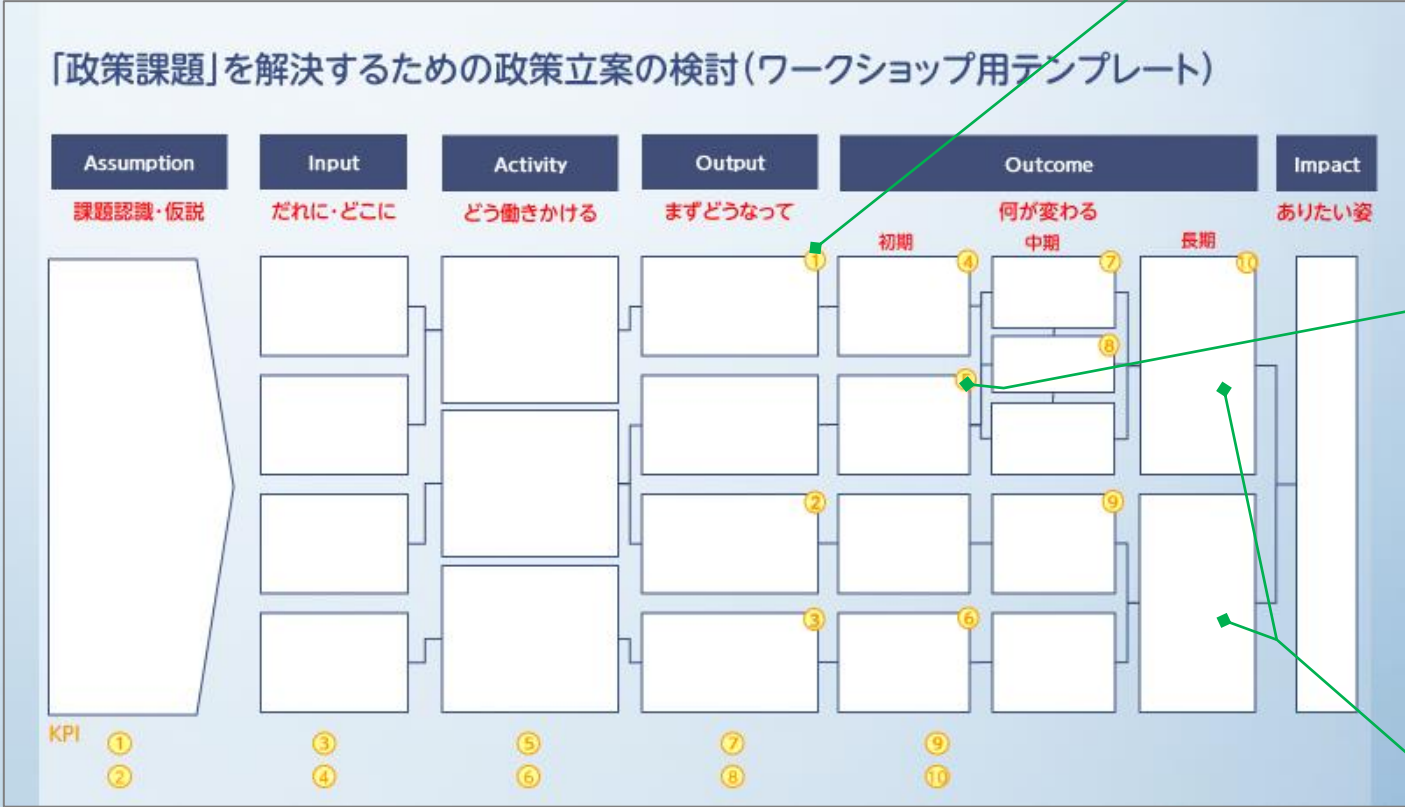 「政策課題」を解決するための政策立案の検討(ワークショップ用テンプレート)
Assumption Input Activity Output Outcome Impact
課題認識・仮説 だれに・どこに どう働きかける まずどうなって 何が変わる ありたい姿
初期 中期 長期
① ④ ⑦ ⑩
⑧
⑤
② ⑨
③ ⑥
KPI ① ③ ⑤ ⑦ ⑨
② ④ ⑥ ⑧ ⑩